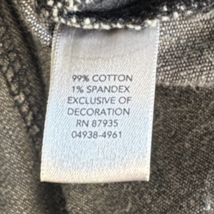 99% COTTON
1% SPANDEX
EXCLUSIVE OF
DECORATION
RN 87935
04938-4961